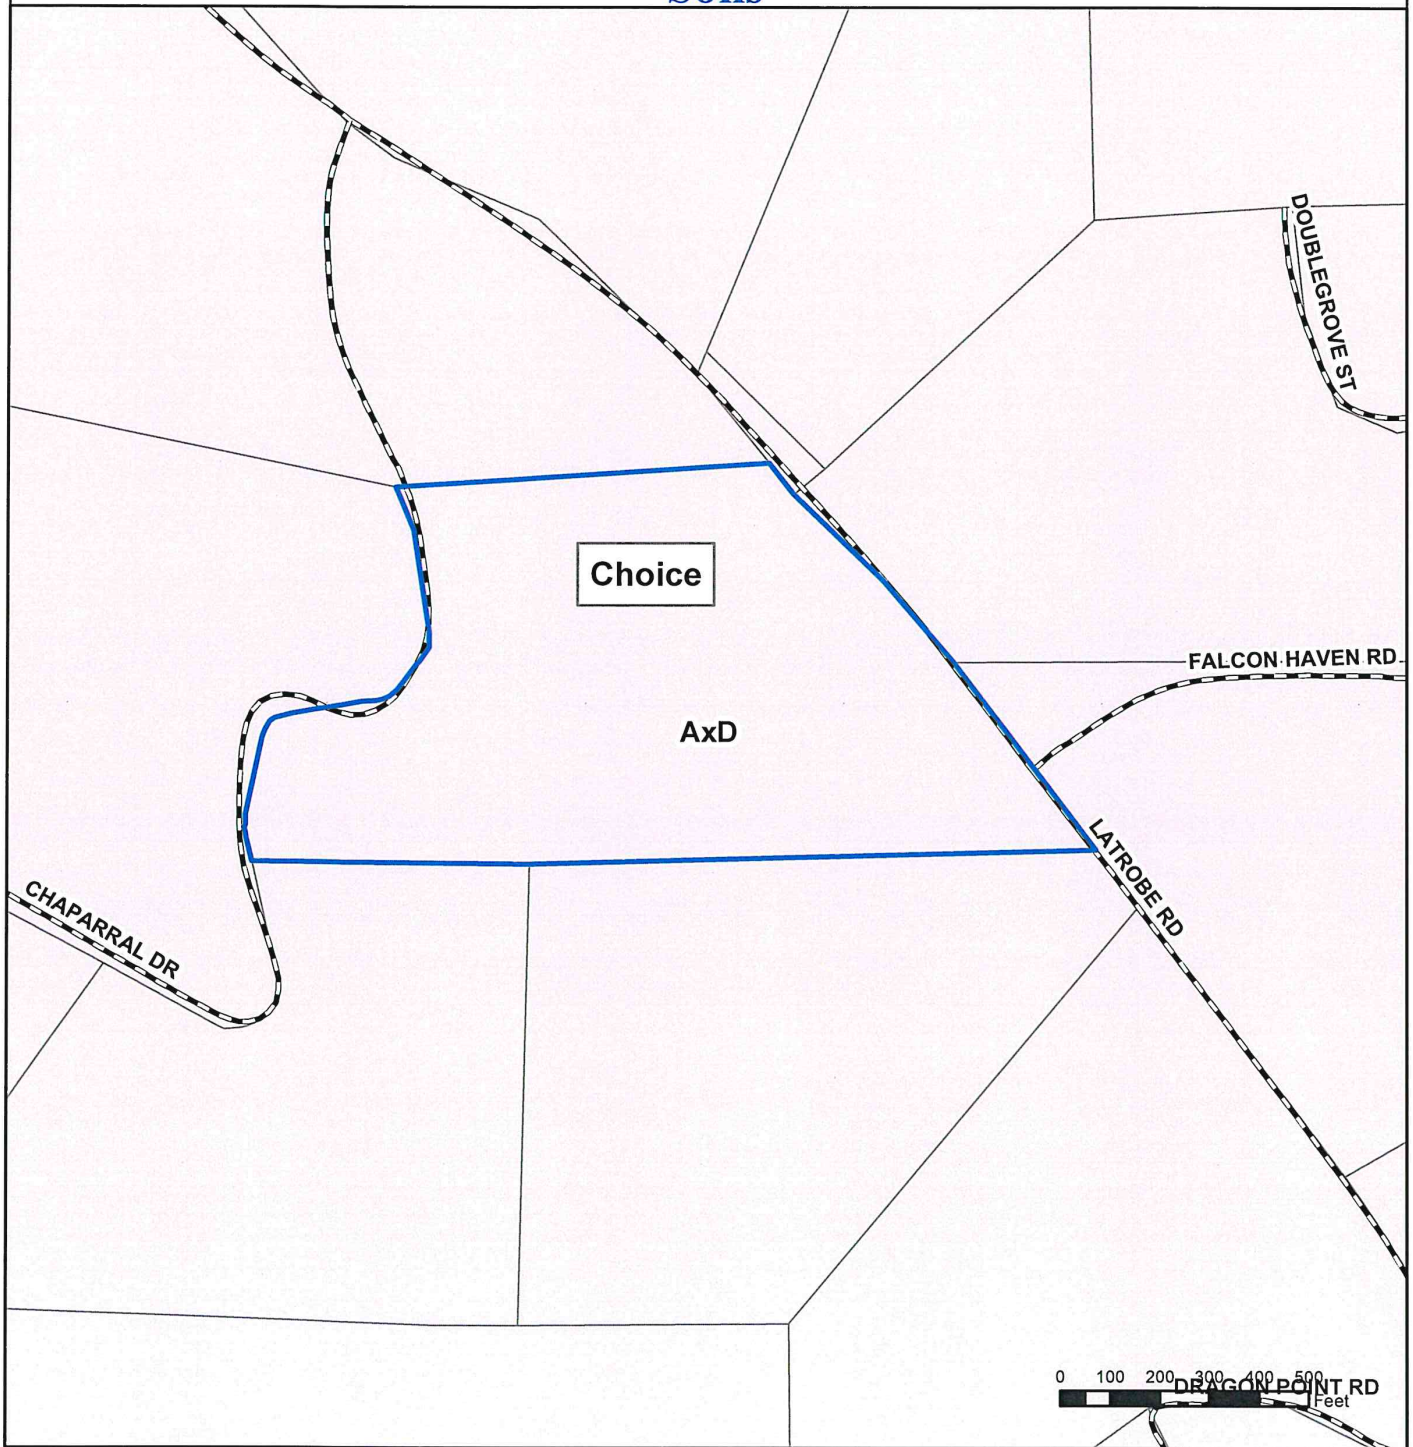 Soils
DOUBLEGROVE ST
Choice
FALCON HAVEN RD
AxD
LATROBE RD
CHAPARRAL DR
0 100 200 300 400 500
DRAGON POINT RD
Feet